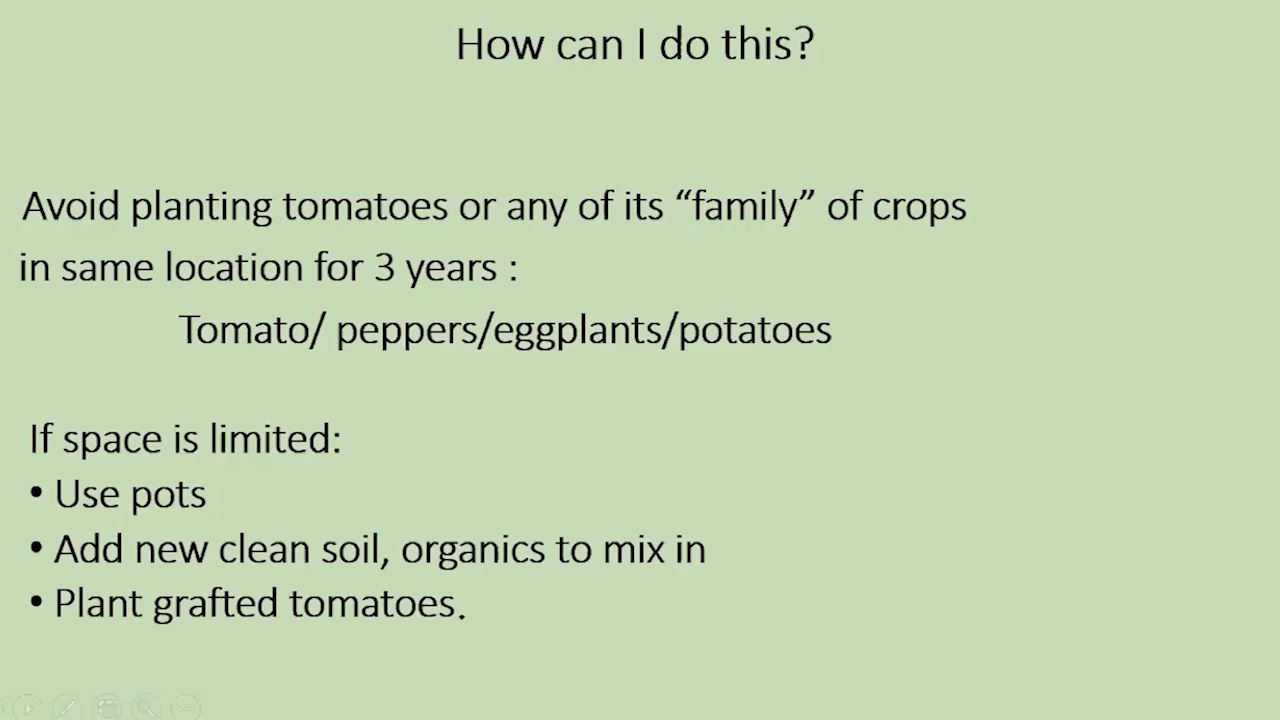 How can I do this?
Avoid planting tomatoes or any of its “family” of crops
in same location for 3 years :
Tomato/ peppers/eggplants/potatoes
If space is limited:
• Use pots
• Add new clean soil, organics to mix in
• Plant grafted tomatoes.